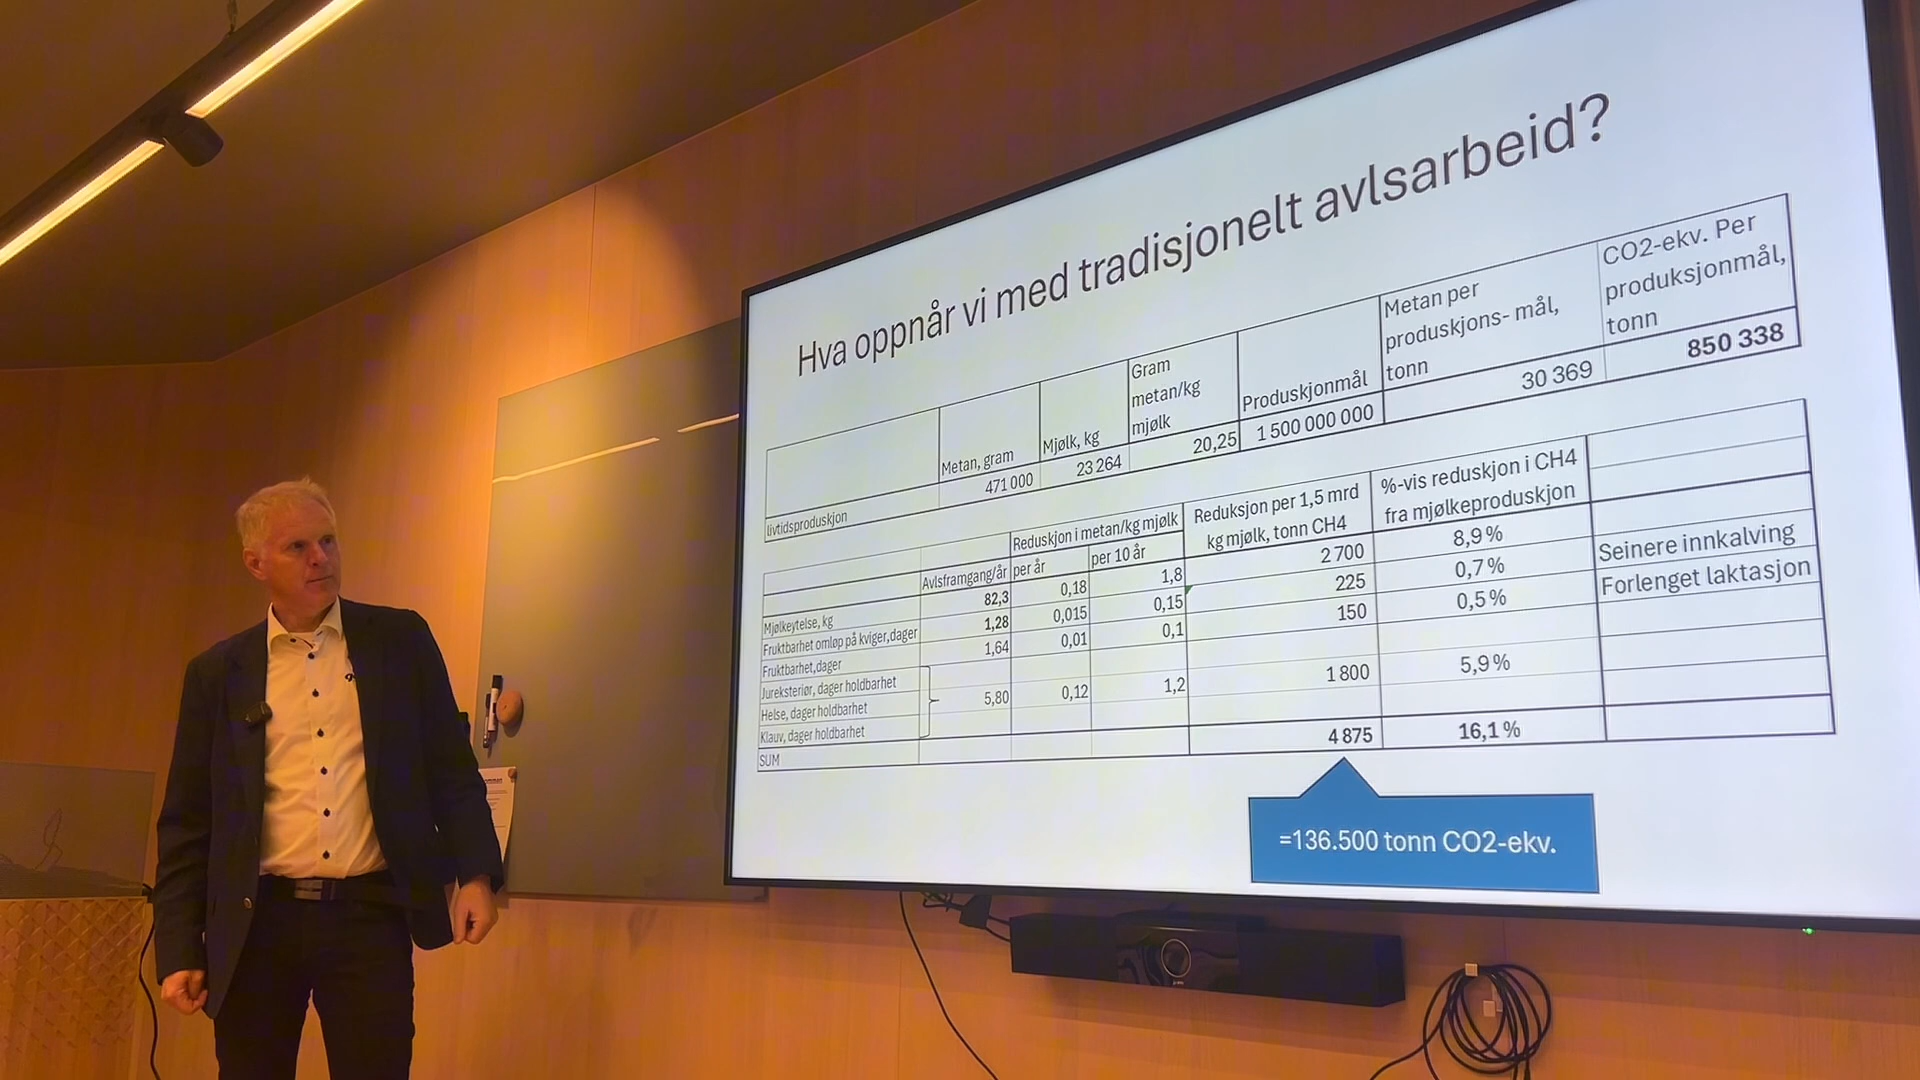 Hva oppnår vi med tradisjonelt avlsarbeid?
Metan, gram
Mjølk, kg
Gram
metan/kg
mjølk
Produskjonmål
Metan per
produskjons- mål,
tonn
CO2-ekv. Per
produksjonmål,
tonn
livtidsproduskjon 471 000 23 264 20,25 1 500 000 000 30 369 850 338
Avlsframgang/år
Reduskjon i metan/kg mjølk
per år per 10 år
Reduksjon per 1,5 mrd
kg mjølk, tonn CH4
%-vis reduskjon i CH4
fra mjølkeproduskjon
Mjølkeytelse, kg 82,3 0,18 1,8 2 700 8,9 %
Fruktbarhet omløp på kviger,dager 1,28 0,015 0,15 225 0,7 % Seinere innkalving
Fruktbarhet,dager 1,64 0,01 0,1 150 0,5 % Forlenget laktasjon
Jureksteriør, dager holdbarhet
Helse, dager holdbarhet 5,80 0,12 1,2 1 800 5,9 %
Klauv, dager holdbarhet
SUM 4 875 16,1 %
=136.500 tonn CO2-ekv.